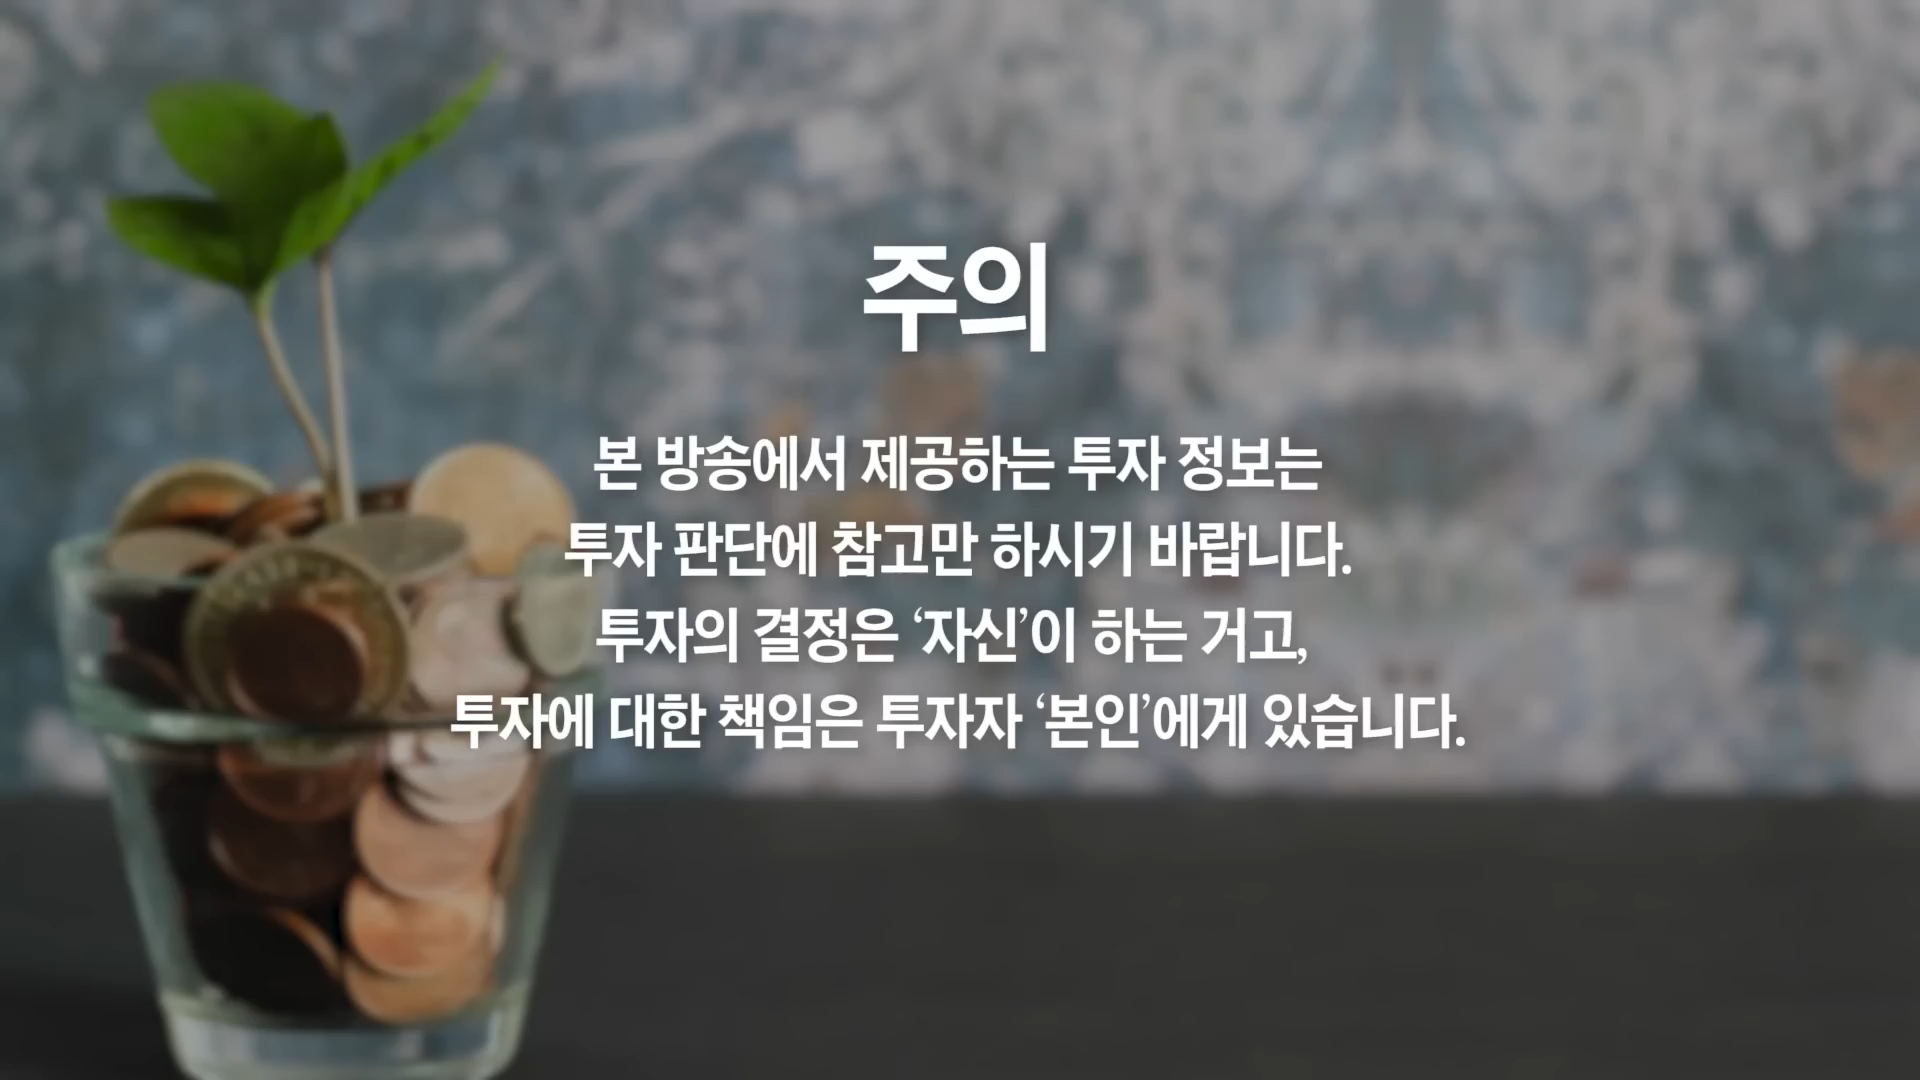 주의
본 방송에서 제공하는 투자 정보는
투자 판단에 참고만 하시기 바랍니다.
투자의 결정은 ‘자신’이 하는 거고,
투자에 대한 책임은 투자자 ‘본인’에게 있습니다.